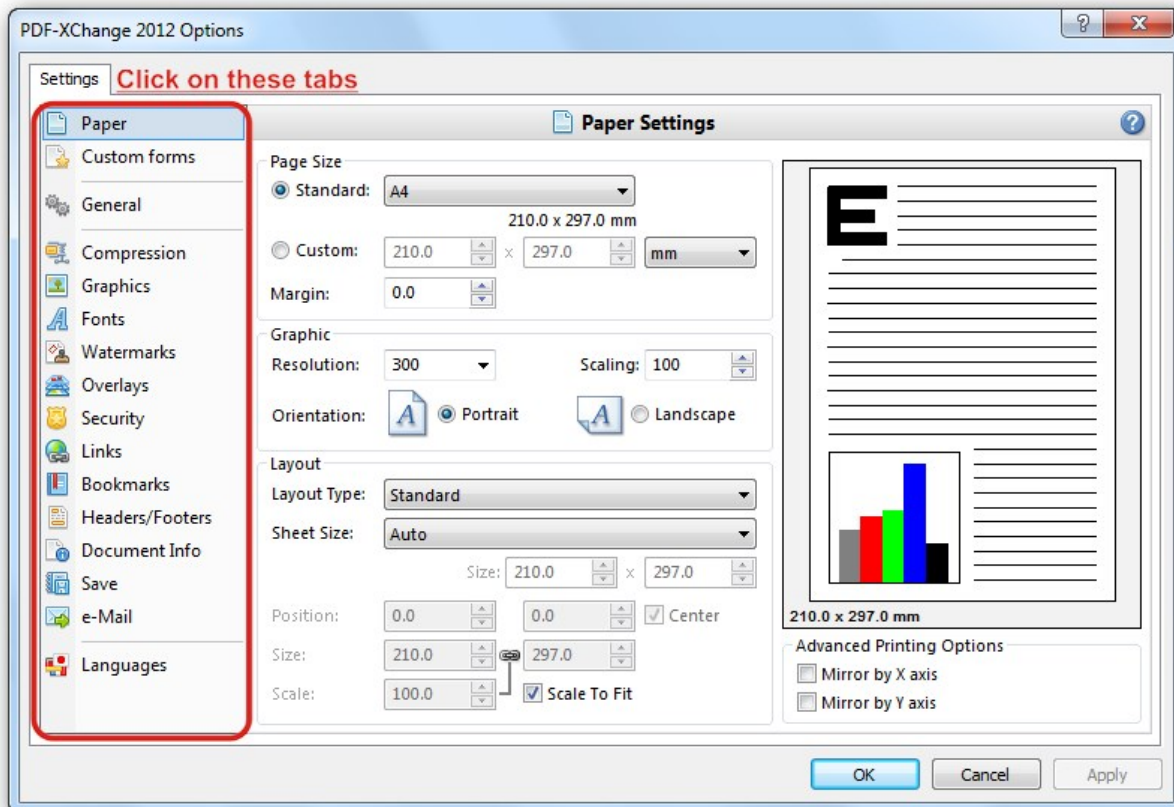 PDF-XChange 2012 Options
Settings Click on these tabs
Paper
Custom forms
General
Compression
Graphics
Fonts
Watermarks
Overlays
Security
Links
Bookmarks
Headers/Footers
Document Info
Save
e-Mail
Languages
Paper Settings
Page Size
Standard: A4
210.0 x 297.0 mm
Custom: 210.0 x 297.0 mm
Margin: 0.0
Graphic
Resolution: 300 Scaling: 100
Orientation: A Portrait A Landscape
Layout
Layout Type: Standard
Sheet Size: Auto
Size: 210.0 x 297.0
Position: 0.0 0.0 Center
Size: 210.0 297.0
Scale: 100.0 Scale To Fit
E
210.0 x 297.0 mm
Advanced Printing Options
Mirror by X axis
Mirror by Y axis
OK Cancel Apply